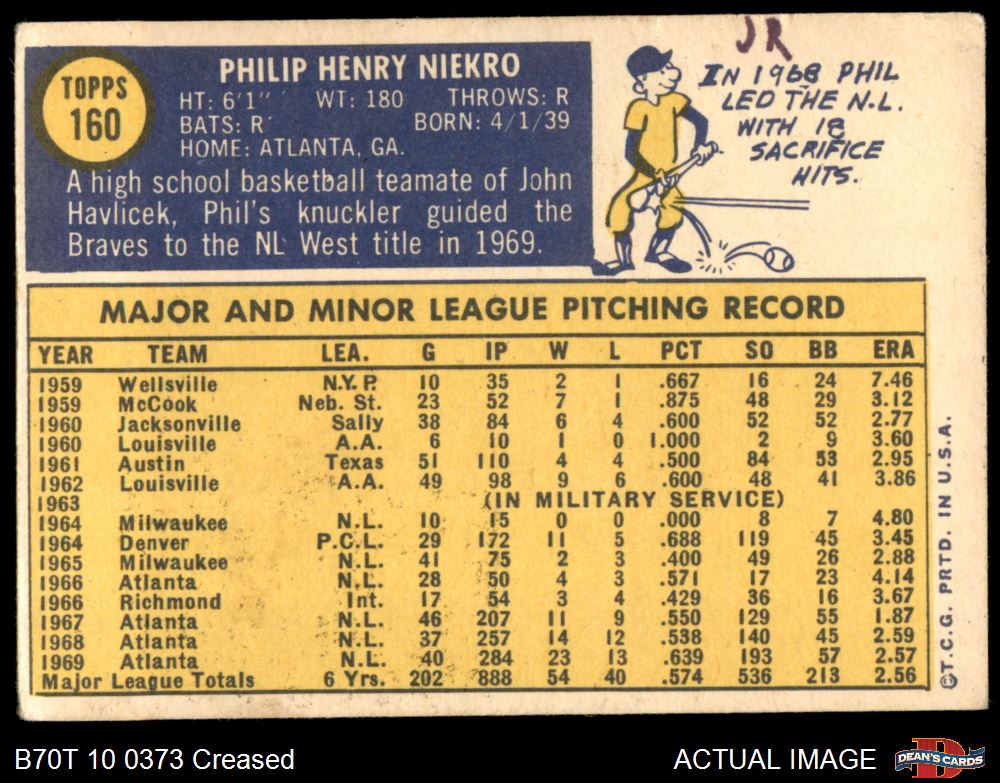 JR
TOPPS
160
PHILIP HENRY NIEKRO
HT: 6'1" WT: 180 THROWS: R
BATS: R BORN: 4/1/39
HOME: ATLANTA, GA.
A high school basketball teamate of John
Havlicek, Phil's knuckler guided the
Braves to the NL West title in 1969.
IN 1968 PHIL
LED THE N.L.
WITH 18
SACRIFICE
HITS.
MAJOR AND MINOR LEAGUE PITCHING RECORD
YEAR TEAM LEA. G IP W L PCT SO BB ERA
1959 Wellsville N.Y.P. 10 35 2 1 .667 16 24 7.46
1959 McCook Neb. St. 23 52 7 1 .875 48 29 3.12
1960 Jacksonville Sally 38 84 6 4 .600 52 52 2.77
1960 Louisville A.A. 6 10 1 0 1.000 2 9 3.60
1961 Austin Texas 51 110 4 4 .500 84 53 2.95
1962 Louisville A.A. 49 98 9 6 .600 48 41 3.86
1963 (IN MILITARY SERVICE)
1964 Milwaukee N.L. 10 15 0 0 .000 8 7 4.80
1964 Denver P.C.L. 29 172 11 5 .688 119 45 3.45
1965 Milwaukee N.L. 41 75 2 3 .400 49 26 2.88
1966 Atlanta N.L. 28 50 4 3 .571 17 23 4.14
1966 Richmond Int. 17 54 3 4 .429 36 16 3.67
1967 Atlanta N.L. 46 207 11 9 .550 129 55 1.87
1968 Atlanta N.L. 37 257 14 12 .538 140 45 2.59
1969 Atlanta N.L. 40 284 23 13 .639 193 57 2.57
Major League Totals 6 Yrs. 202 888 54 40 .574 536 213 2.56
©T.C.G. PRTD. IN U.S.A.
B70T 10 0373 Creased
ACTUAL IMAGE
D
DEAN'S CARDS